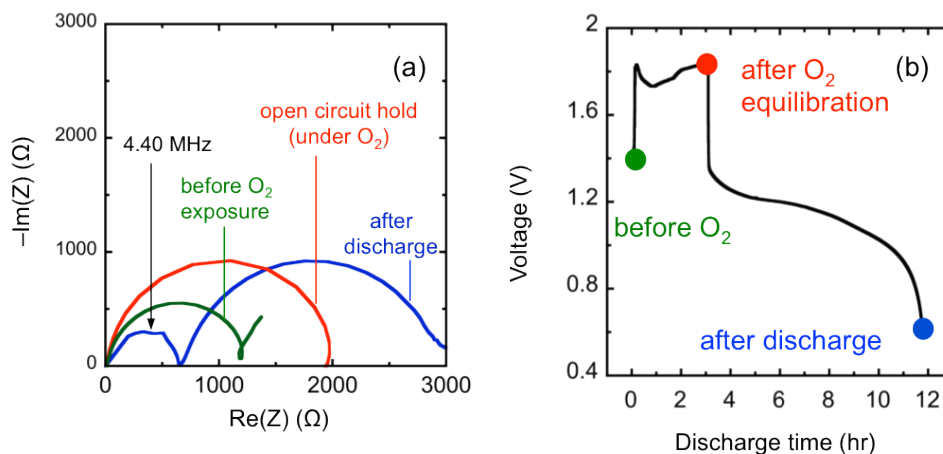 (a)
3000
2000
1000
0
–Im(Z) (Ω)
open circuit hold
(under O2)
4.40 MHz
before O2
exposure
after
discharge
0 1000 2000 3000
Re(Z) (Ω)
(b)
2
1.6
1.2
0.8
0.4
Voltage (V)
after O2
equilibration
before O2
after discharge
0 2 4 6 8 10 12
Discharge time (hr)